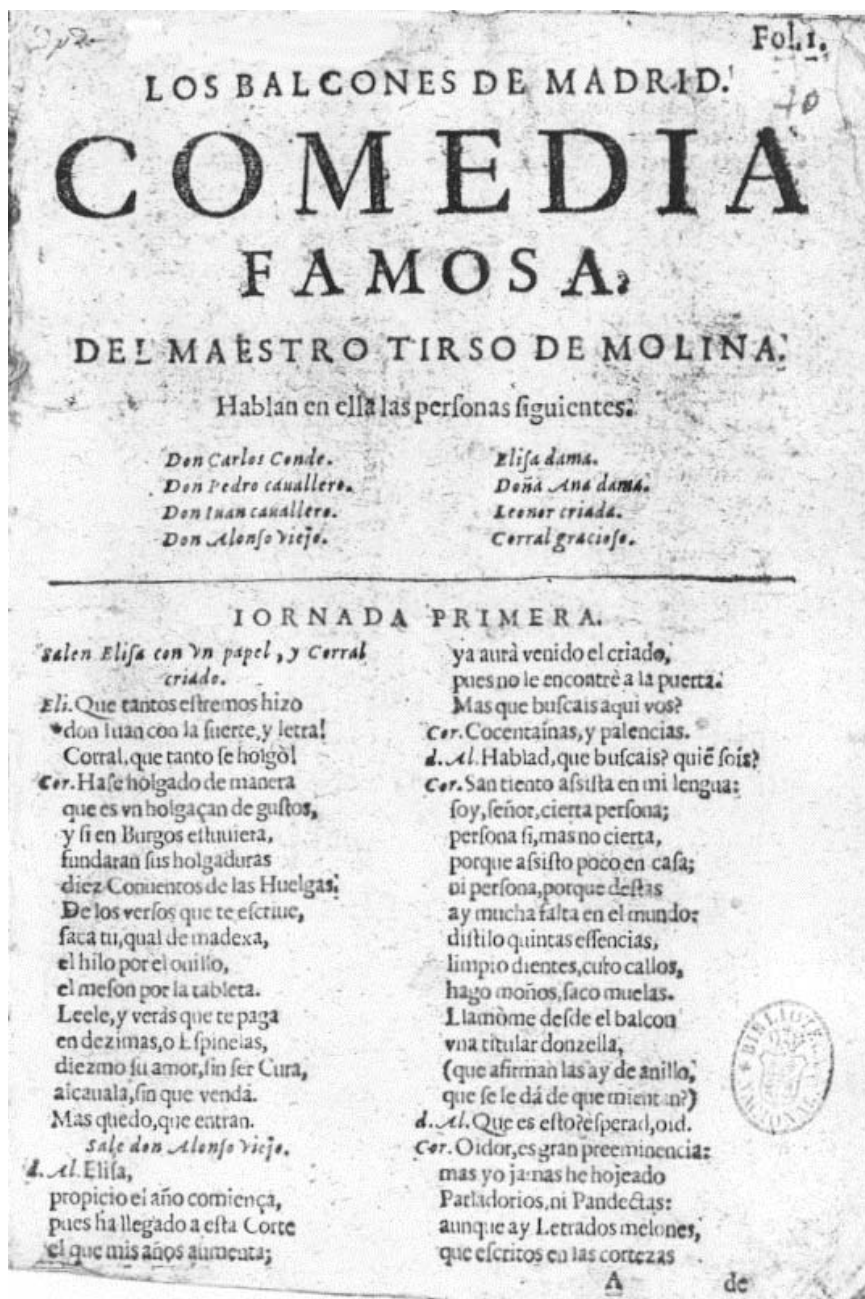 Fol. 1.
LOS BALCONES DE MADRID.
COMEDIA
FAMOSA.
DEL MAESTRO TIRSO DE MOLINA.
Hablan en ella las perſonas ſiguientes.
Don Carlos Conde.
Don Pedro cauallero.
Don Iuan cauallero.
Don Alonſo viejo.
Eliſa dama.
Doña Ana dama.
Leonor criada.
Corral gracioſo.
IORNADA PRIMERA.
Salen Eliſa con vn papel, y Corral
criado.
Eli. Que tantos eſtremos hizo
don Iuan con la ſuerte, y letra!
Corral, que tanto ſe holgò!
Cor. Haſe holgado de manera
que es vn holgaçan de guſtos,
y ſi en Burgos eſtuuiera,
fundaran ſus holgaduras
diez Conuentos de las Huelgas.
De los verſos que te eſcriue,
ſaca tu, qual de madexa,
el hilo por el ouillo,
el meſon por la tableta.
Leele, y veràs que te paga
en dezimas, o Eſpinelas,
diezmo ſu amor, ſin ſer Cura,
alcauala, ſin que venda.
Mas quedo, que entran.
Sale don Alonſo viejo.
d. Al. Eliſa,
propicio el año comiença,
pues ha llegado a eſta Corte
el que mis años aumenta;
ya aurà venido el criado,
pues no le encontrè a la puerta.
Mas que buſcais aqui vos?
Cor. Cocentainas, y palencias.
d. Al. Hablad, que buſcais? quiẽ ſois?
Cor. San tiento aſsiſta en mi lengua:
ſoy, ſeñor, cierta perſona;
perſona ſi, mas no cierta,
porque aſsiſto poco en caſa;
ni perſona, porque deſtas
ay mucha falta en el mundo:
diſtilo quintas eſſencias,
limpio dientes, curo callos,
hago moños, ſaco muelas.
Llamòme deſde el balcon
vna titular donzella,
(que afirman las ay de anillo,
que ſe le dá de que mientan?)
d. Al. Que es eſto? eſperad, oid.
Cor. Oidor, es gran preeminencia:
mas yo jamas he hojeado
Parladorios, ni Pandectas:
aunque ay Letrados melones,
que eſcritos en las cortezas
A
de